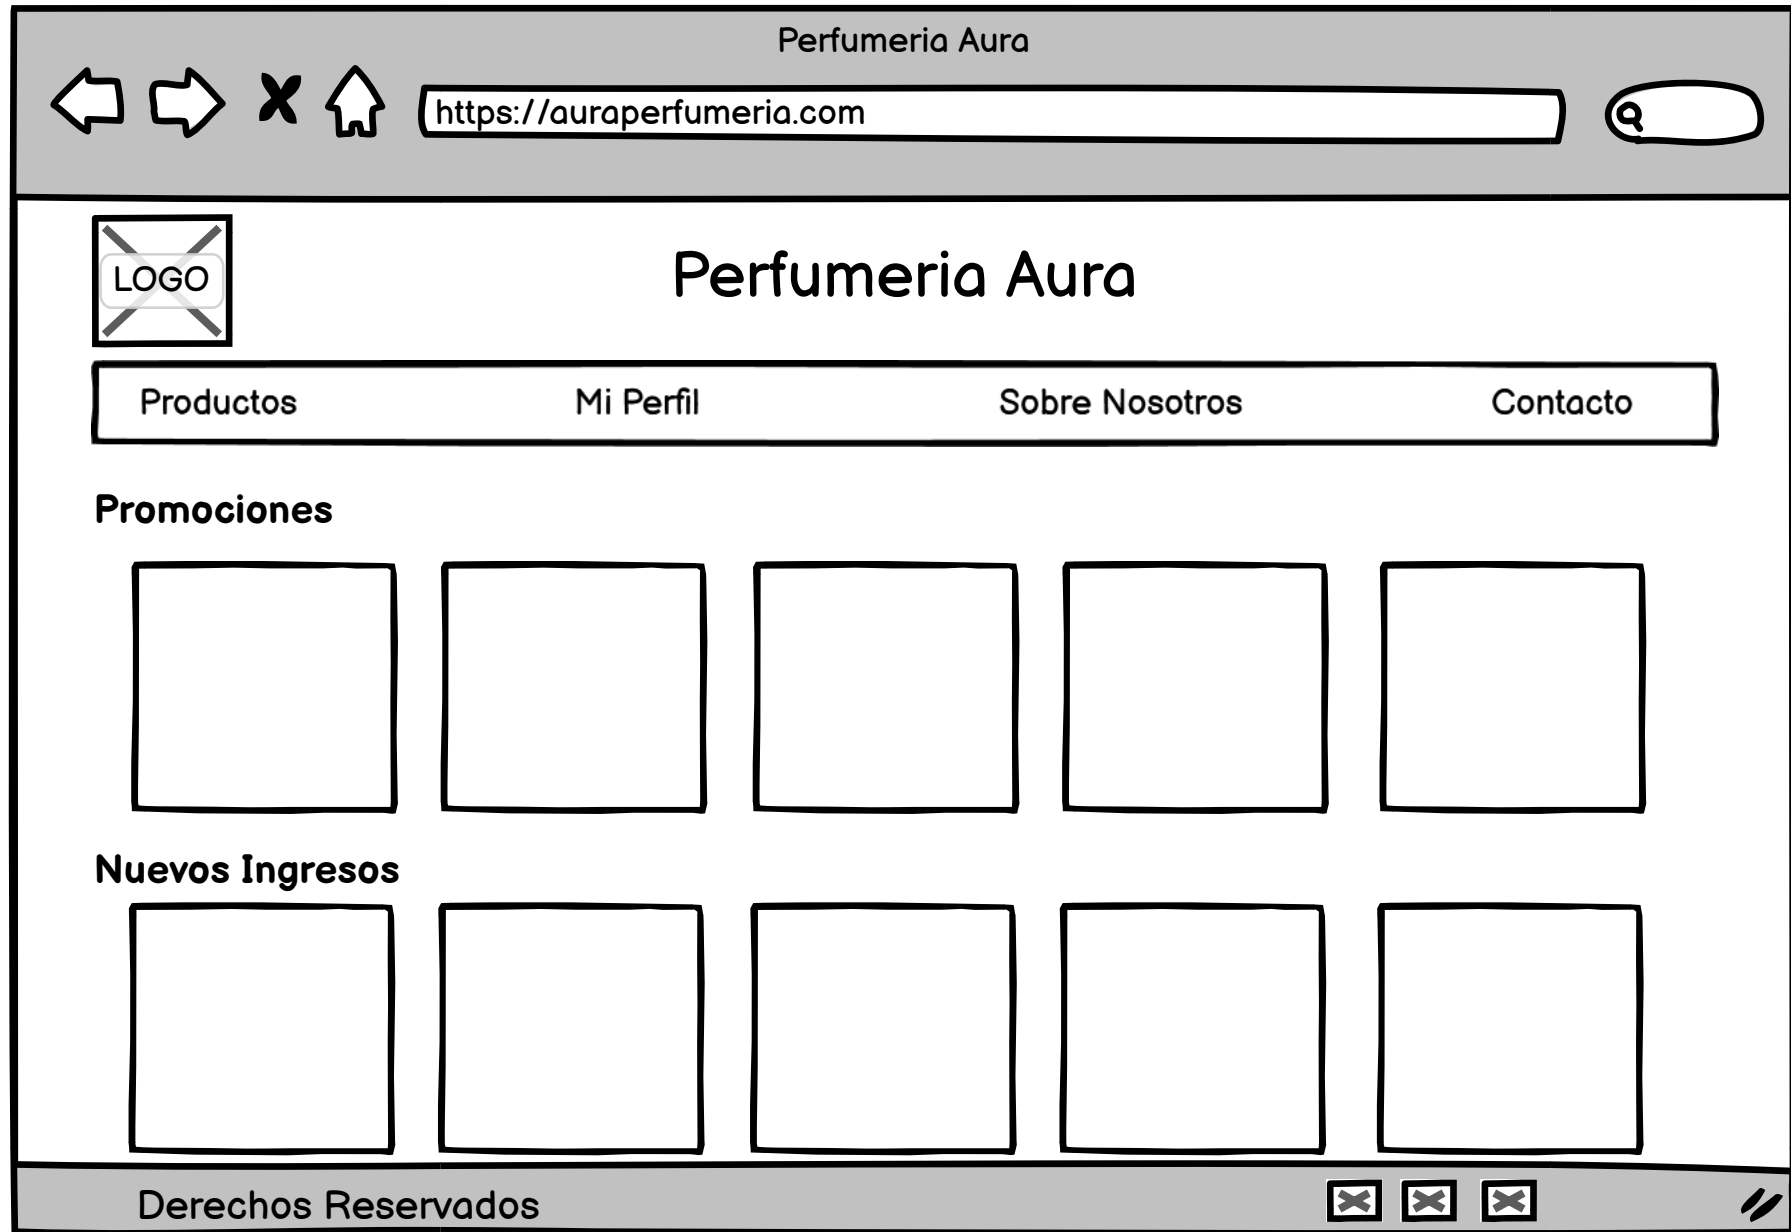 Perfumeria Aura
https://auraperfumeria.com
LOGO
Perfumeria Aura
Productos Mi Perfil Sobre Nosotros Contacto
Promociones
Nuevos Ingresos
Derechos Reservados